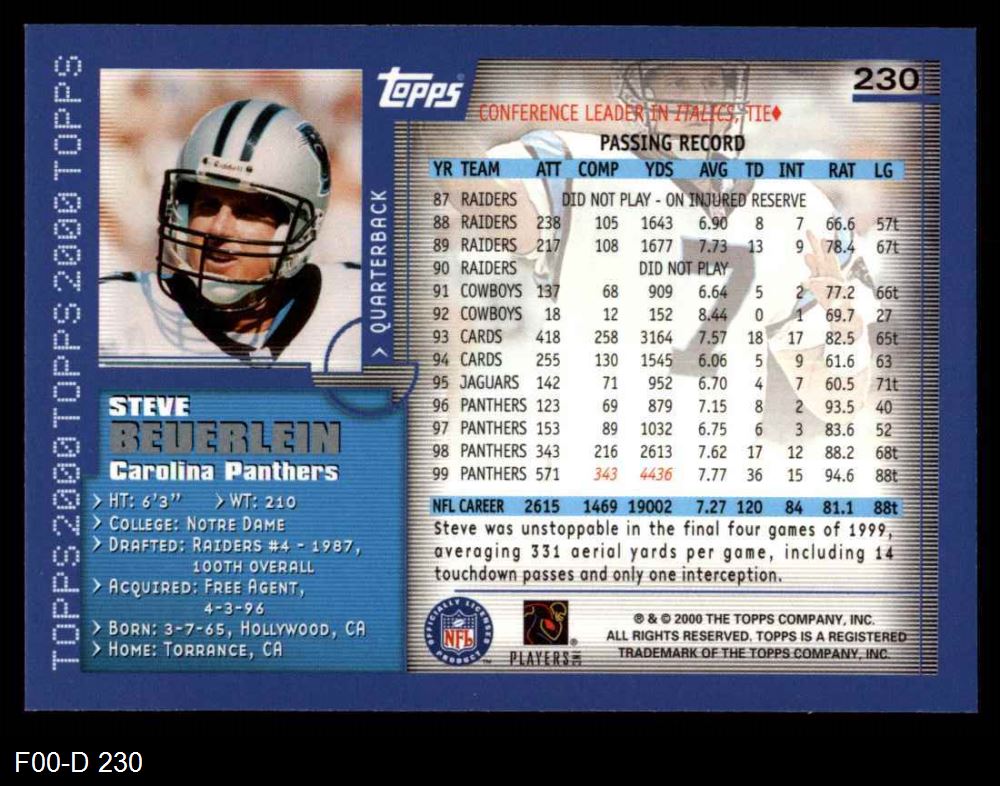 TOPPS2000TOPPS2000TOPPS
QUARTERBACK
STEVE
BEUERLEIN
Carolina Panthers
> HT: 6'3" > WT: 210
> COLLEGE: NOTRE DAME
> DRAFTED: RAIDERS #4 - 1987,
100TH OVERALL
> ACQUIRED: FREE AGENT,
4-3-96
> BORN: 3-7-65, HOLLYWOOD, CA
> HOME: TORRANCE, CA
Topps®
230
CONFERENCE LEADER IN ITALICS, TIE♦
PASSING RECORD
YR TEAM ATT COMP YDS AVG TD INT RAT LG
87 RAIDERS DID NOT PLAY - ON INJURED RESERVE
88 RAIDERS 238 105 1643 6.90 8 7 66.6 57t
89 RAIDERS 217 108 1677 7.73 13 9 78.4 67t
90 RAIDERS DID NOT PLAY
91 COWBOYS 137 68 909 6.64 5 2 77.2 66t
92 COWBOYS 18 12 152 8.44 0 1 69.7 27
93 CARDS 418 258 3164 7.57 18 17 82.5 65t
94 CARDS 255 130 1545 6.06 5 9 61.6 63
95 JAGUARS 142 71 952 6.70 4 7 60.5 71t
96 PANTHERS 123 69 879 7.15 8 2 93.5 40
97 PANTHERS 153 89 1032 6.75 6 3 83.6 52
98 PANTHERS 343 216 2613 7.62 17 12 88.2 68t
99 PANTHERS 571 343 4436 7.77 36 15 94.6 88t
NFL CAREER 2615 1469 19002 7.27 120 84 81.1 88t
Steve was unstoppable in the final four games of 1999,
averaging 331 aerial yards per game, including 14
touchdown passes and only one interception.
OFFICIALLY LICENSED
NFL
PRODUCT ™
PLAYERS INC ®
® & © 2000 THE TOPPS COMPANY, INC.
ALL RIGHTS RESERVED. TOPPS IS A REGISTERED
TRADEMARK OF THE TOPPS COMPANY, INC.
Riddell
7
F00-D 230